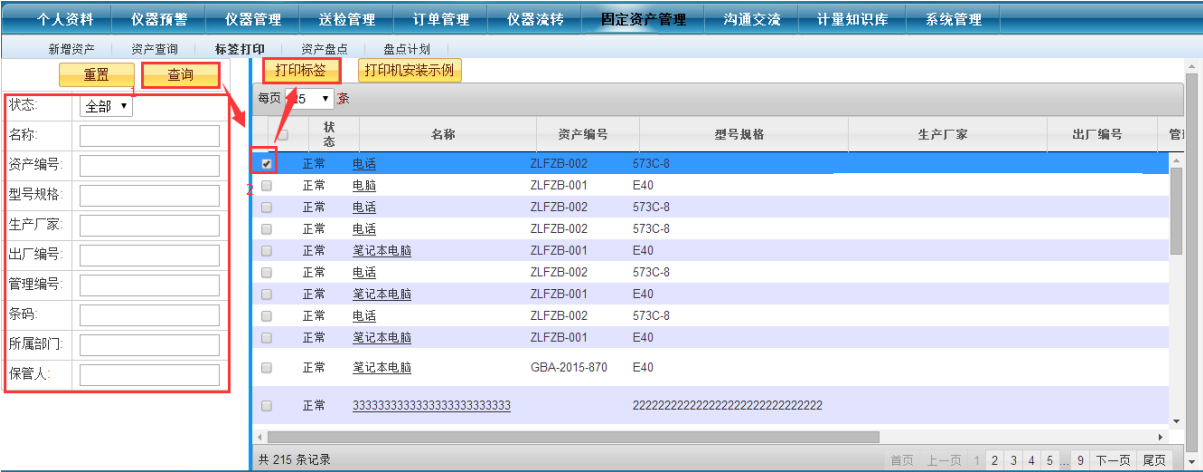 个人资料 仪器预警 仪器管理 送检管理 订单管理 仪器流转 固定资产管理 沟通交流 计量知识库 系统管理
新增资产 资产查询 标签打印 资产盘点 盘点计划
重置 查询 打印标签 打印机安装示例
1
每页 25 条
3
状态: 全部
名称:
资产编号:
型号规格:
生产厂家:
出厂编号:
管理编号:
条码:
所属部门:
保管人:
状态 名称 资产编号 型号规格 生产厂家 出厂编号 管
正常 电话 ZLFZB-002 573C-8
2
正常 电脑 ZLFZB-001 E40
正常 电话 ZLFZB-002 573C-8
正常 电话 ZLFZB-002 573C-8
正常 笔记本电脑 ZLFZB-001 E40
正常 电话 ZLFZB-002 573C-8
正常 笔记本电脑 ZLFZB-001 E40
正常 电话 ZLFZB-002 573C-8
正常 笔记本电脑 ZLFZB-001 E40
正常 笔记本电脑 GBA-2015-870 E40
正常 3333333333333333333333333 22222222222222222222222222222
共 215 条记录 首页 上一页 1 2 3 4 5 ... 9 下一页 尾页